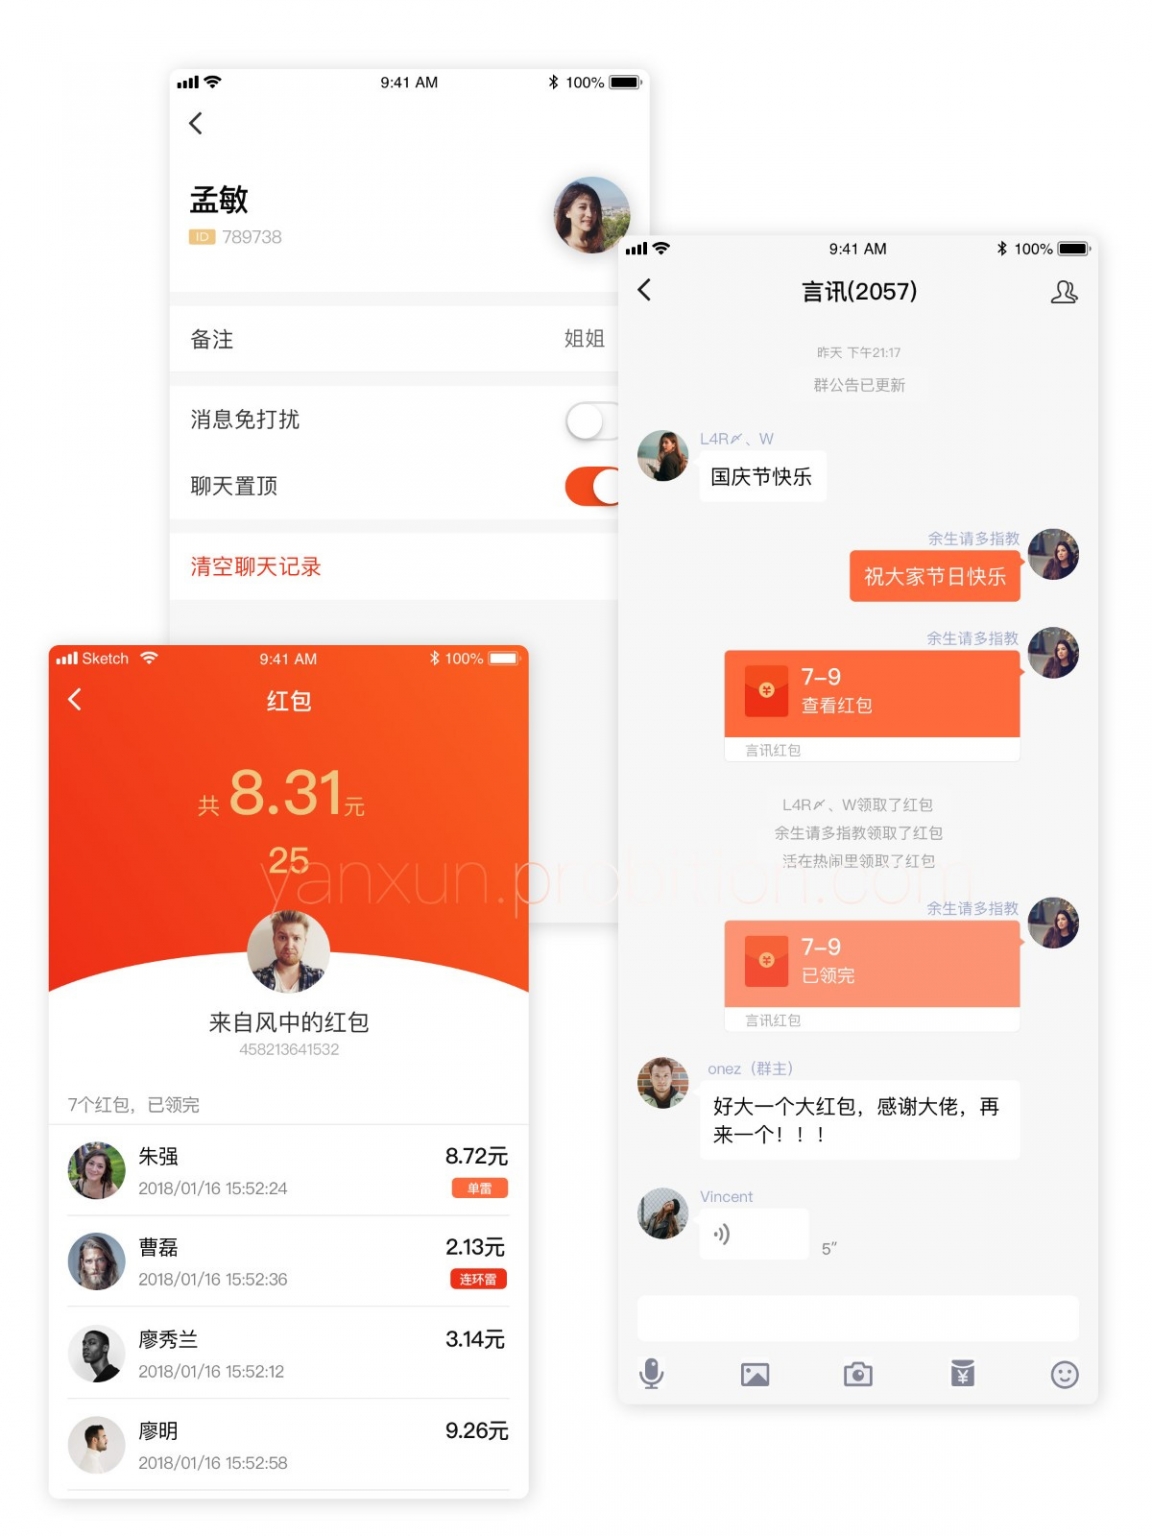 9:41 AM
100%
孟敏
ID 789738
备注
姐姐
消息免打扰
聊天置顶
清空聊天记录
9:41 AM
100%
言讯(2057)
昨天 下午21:17
群公告已更新
国庆节快乐
余生请多指教
祝大家节日快乐
余生请多指教
7-9
查看红包
言讯红包
余生请多指教领取了红包
活在热闹里领取了红包
余生请多指教
7-9
已领完
言讯红包
onez（群主）
好大一个大红包，感谢大佬，再
来一个！！！
Vincent
5″
Sketch
9:41 AM
100%
红包
共 8.31元
25
来自风中的红包
458213641532
7个红包，已领完
朱强
8.72元
2018/01/16 15:52:24
单雷
曹磊
2.13元
2018/01/16 15:52:36
连环雷
廖秀兰
3.14元
2018/01/16 15:52:12
廖明
9.26元
2018/01/16 15:52:58